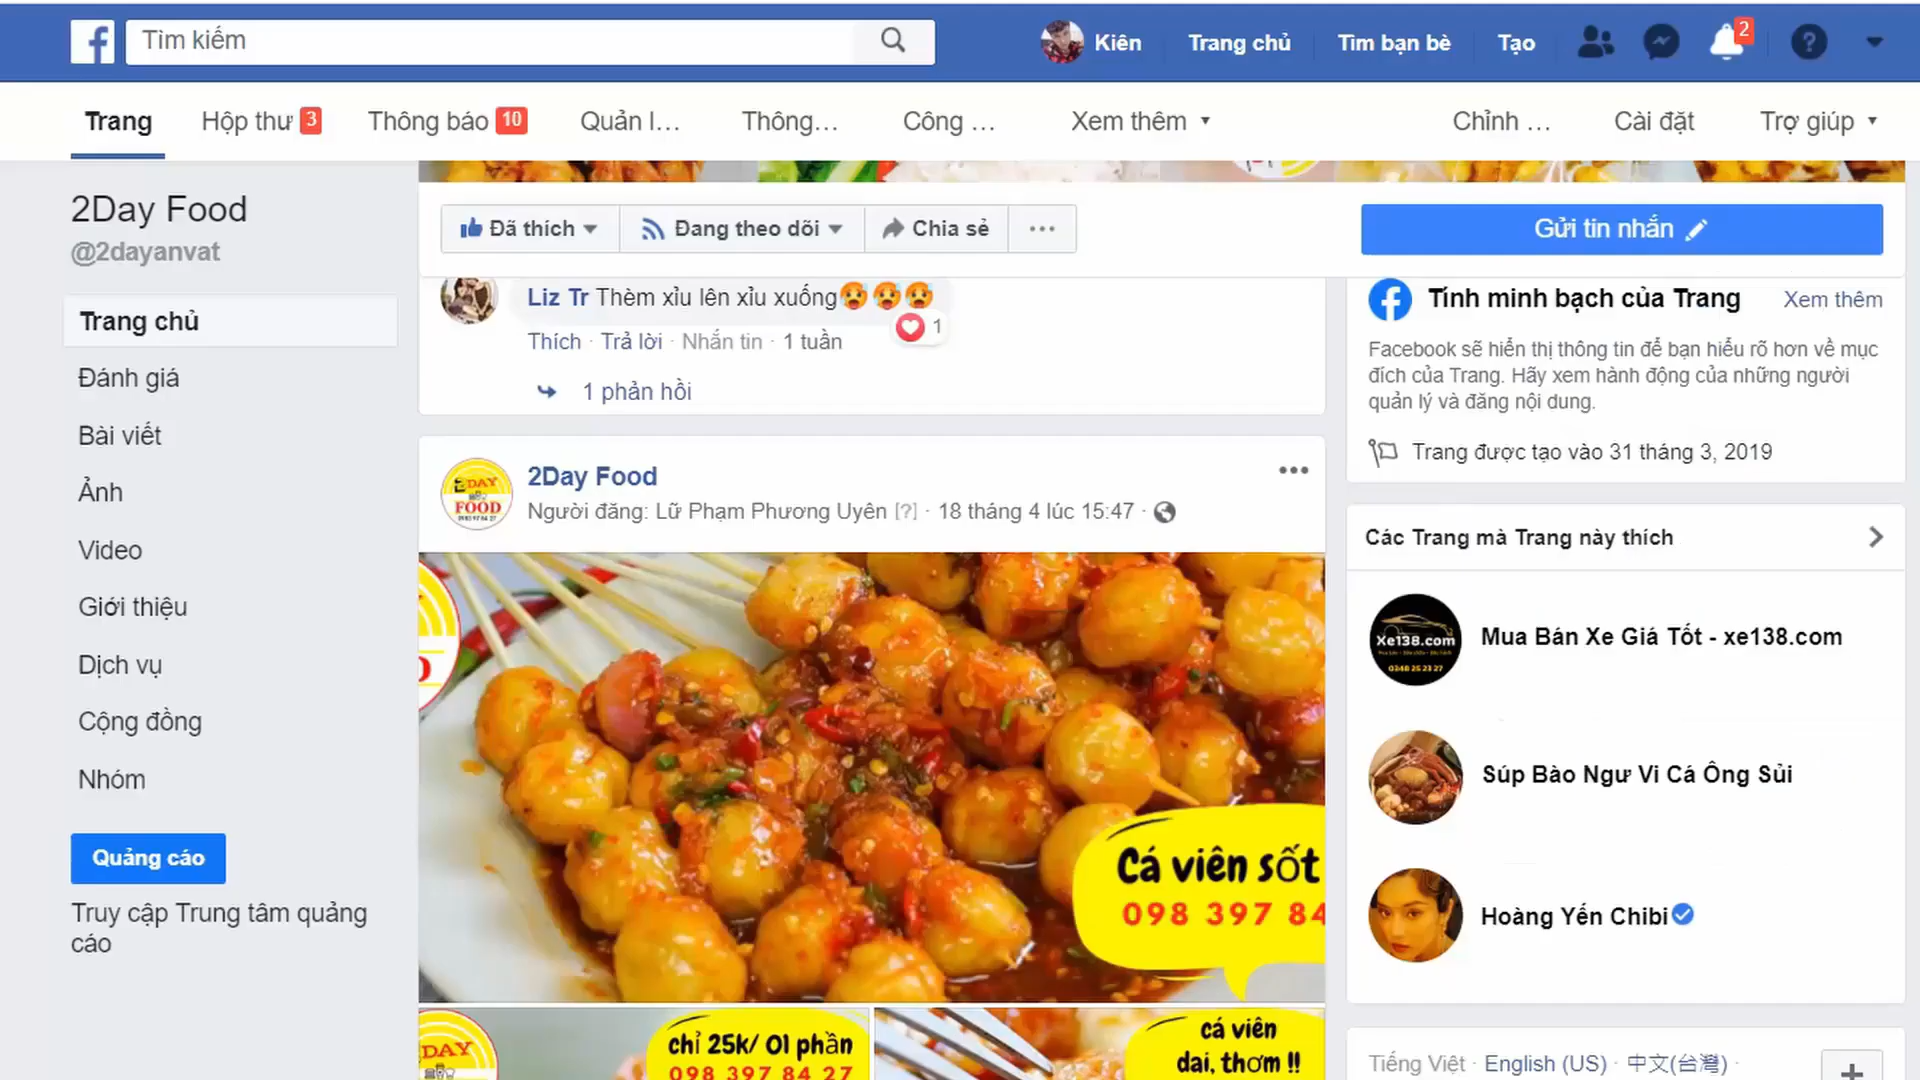 Tìm kiếm
Kiên
Trang chủ
Tìm bạn bè
Tạo
2
Trang
Hộp thư 3
Thông báo 10
Quản l...
Thông...
Công ...
Xem thêm
Chỉnh ...
Cài đặt
Trợ giúp
2Day Food
@2dayanvat
Trang chủ
Đánh giá
Bài viết
Ảnh
Video
Giới thiệu
Dịch vụ
Cộng đồng
Nhóm
Quảng cáo
Truy cập Trung tâm quảng
cáo
Đã thích
Đang theo dõi
Chia sẻ
Gửi tin nhắn
Liz Tr Thèm xỉu lên xỉu xuống🥵🥵🥵
1
Thích · Trả lời · Nhắn tin · 1 tuần
1 phản hồi
2Day Food
Người đăng: Lữ Phạm Phương Uyên [?] · 18 tháng 4 lúc 15:47 ·
2DAY
FOOD
Cá viên sốt
098 397 84
DAY
chỉ 25k/ 01 phần
098 397 84 27
cá viên
dai, thơm !!
Tính minh bạch của Trang
Xem thêm
Facebook sẽ hiển thị thông tin để bạn hiểu rõ hơn về mục
đích của Trang. Hãy xem hành động của những người
quản lý và đăng nội dung.
Trang được tạo vào 31 tháng 3, 2019
Các Trang mà Trang này thích
Xe138.com
0348 25 23 27
Mua Bán Xe Giá Tốt - xe138.com
Súp Bào Ngư Vi Cá Ông Sủi
Hoàng Yến Chibi
Tiếng Việt · English (US) · 中文(台灣) ·